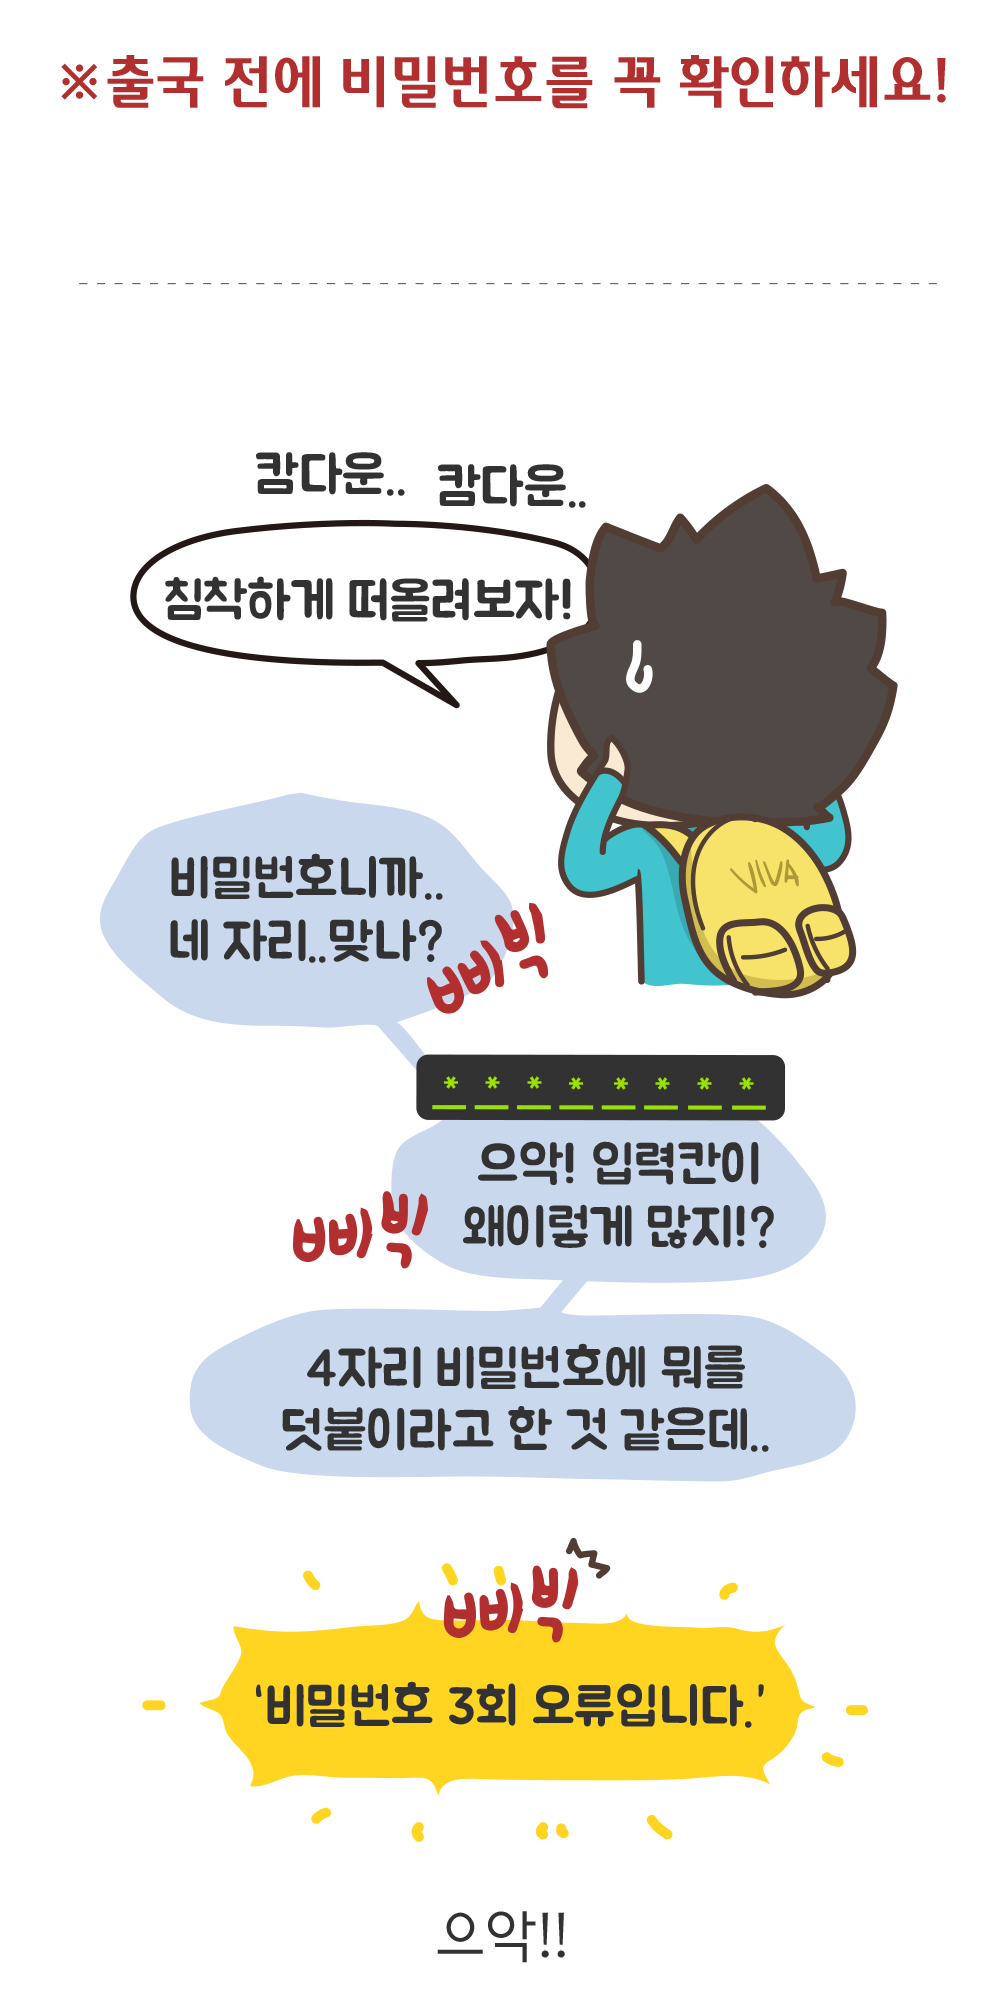 ※출국 전에 비밀번호를 꼭 확인하세요!
캄다운.. 캄다운..
침착하게 떠올려보자!
VIVA
비밀번호니까..
네 자리..맞나?
삐빅
* * * * * * * *
으악! 입력칸이
왜이렇게 많지!?
삐빅
4자리 비밀번호에 뭐를
덧붙이라고 한 것 같은데..
삐빅
‘비밀번호 3회 오류입니다.’
으악!!